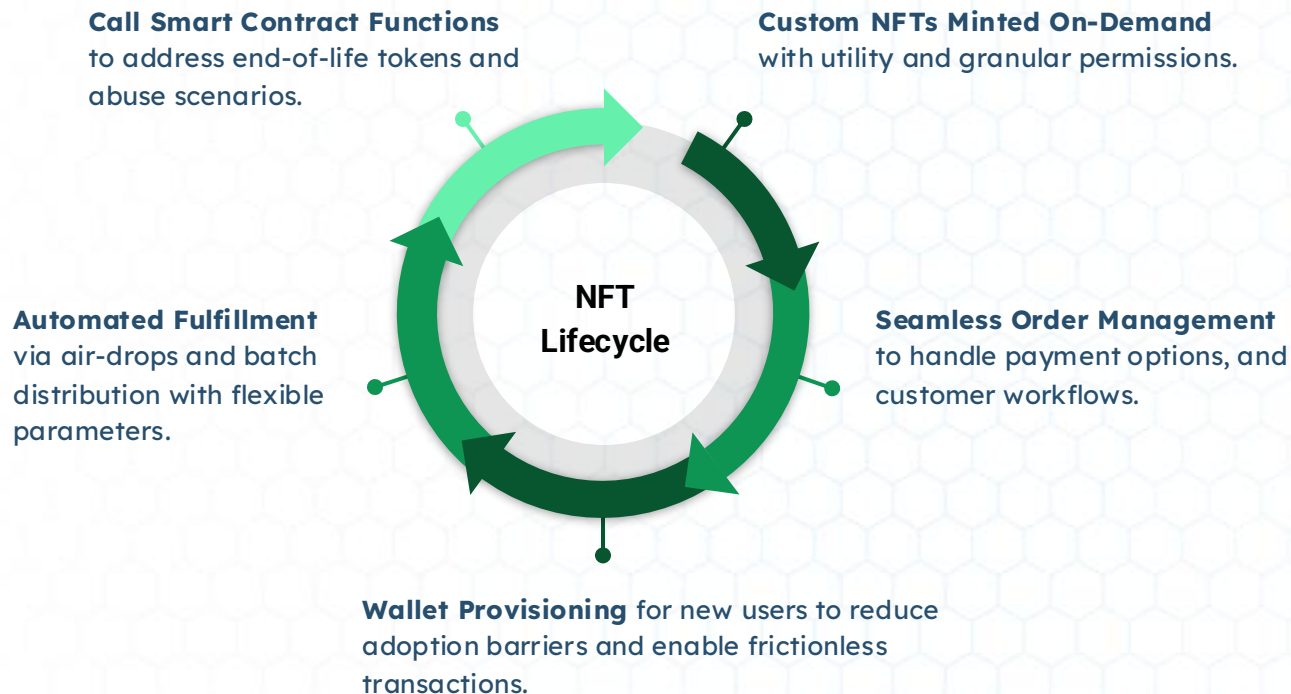 Call Smart Contract Functions
to address end-of-life tokens and
abuse scenarios.
Custom NFTs Minted On-Demand
with utility and granular permissions.
NFT
Lifecycle
Automated Fulfillment
via air-drops and batch
distribution with flexible
parameters.
Seamless Order Management
to handle payment options, and
customer workflows.
Wallet Provisioning for new users to reduce
adoption barriers and enable frictionless
transactions.